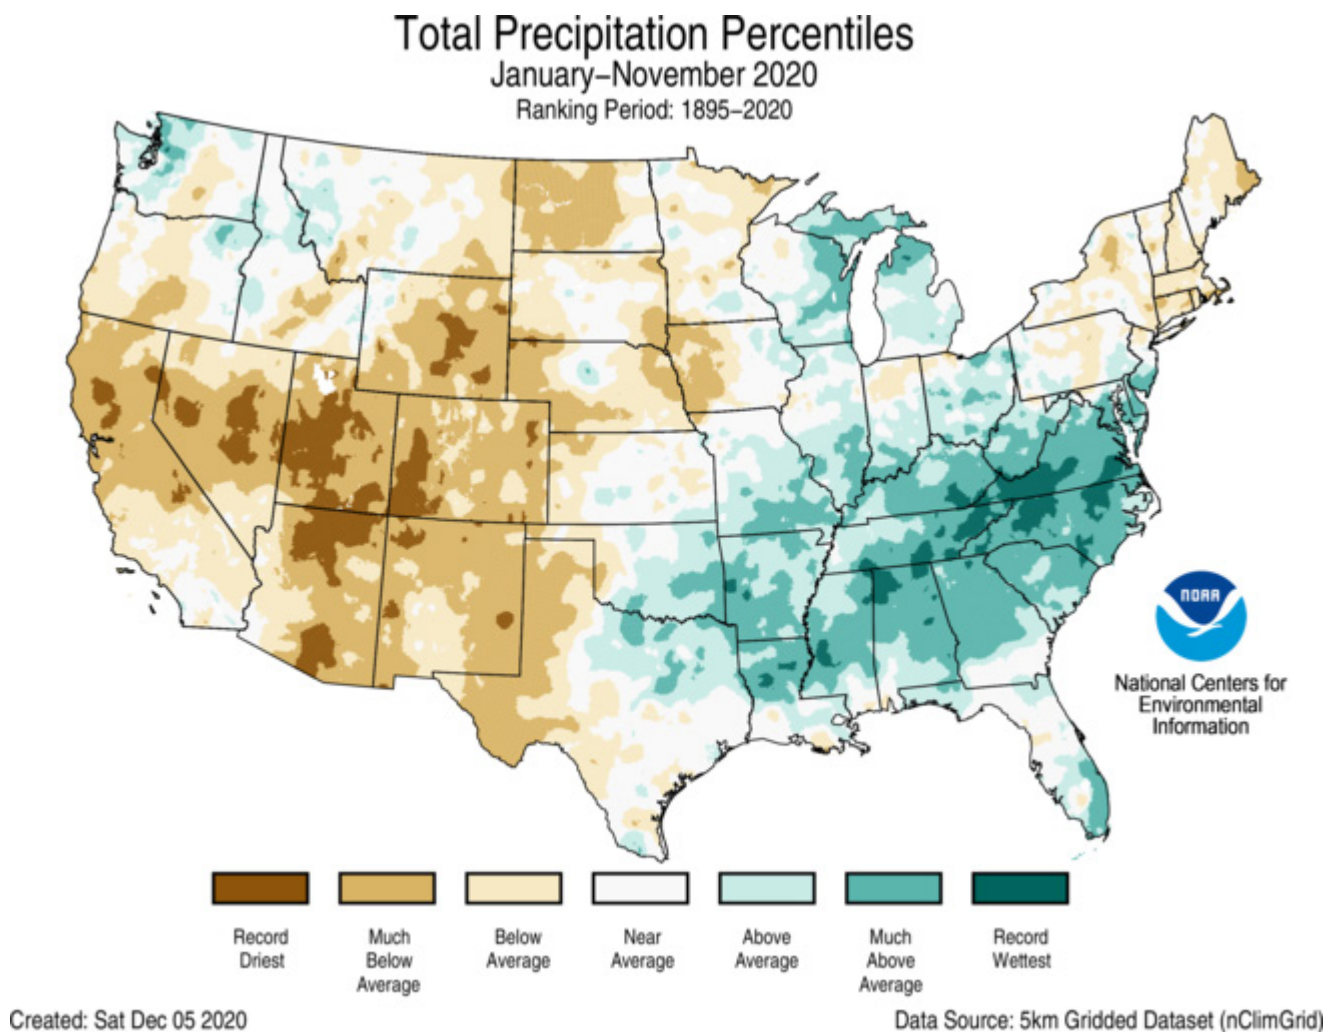 Total Precipitation Percentiles
January–November 2020
Ranking Period: 1895–2020
NOAA
National Centers for
Environmental
Information
Record
Driest
Much
Below
Average
Below
Average
Near
Average
Above
Average
Much
Above
Average
Record
Wettest
Created: Sat Dec 05 2020
Data Source: 5km Gridded Dataset (nClimGrid)